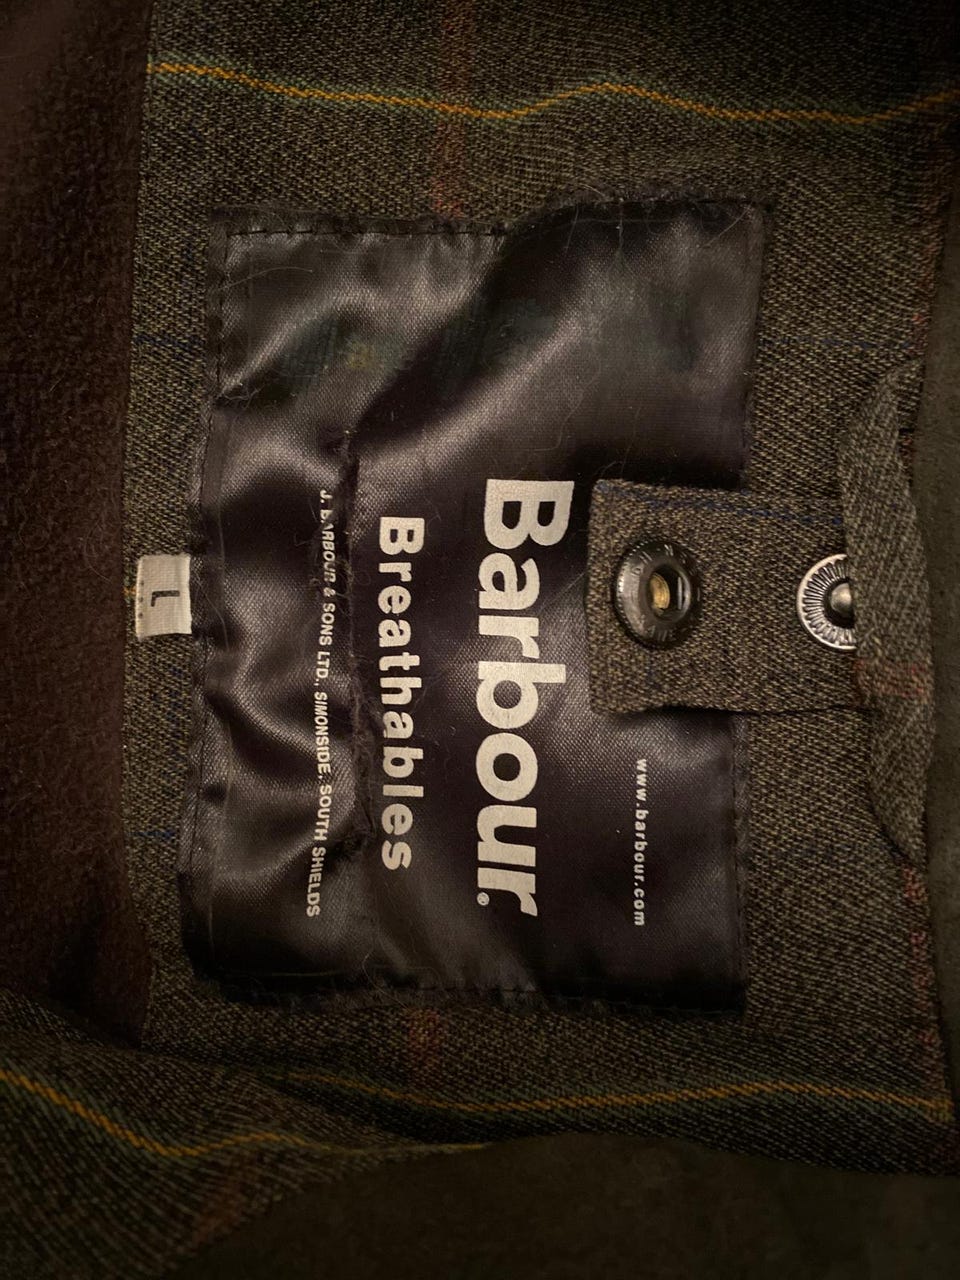 www.barbour.com
Barbour®
Breathables
J. BARBOUR & SONS LTD., SIMONSIDE, SOUTH SHIELDS
L